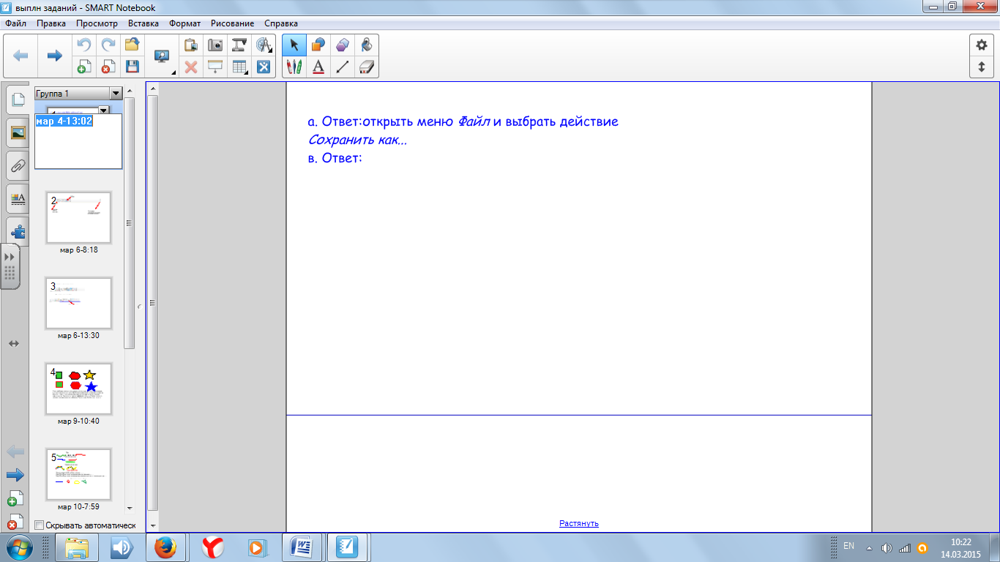 выплн заданий - SMART Notebook
Файл Правка Просмотр Вставка Формат Рисование Справка
Группа 1
мар 4-13:02
2
мар 6-8:18
3
мар 6-13:30
4
мар 9-10:40
5
мар 10-7:59
Скрывать автоматическ
а. Ответ:открыть меню Файл и выбрать действие
Сохранить как...
в. Ответ:
Растянуть
EN
10:22
14.03.2015